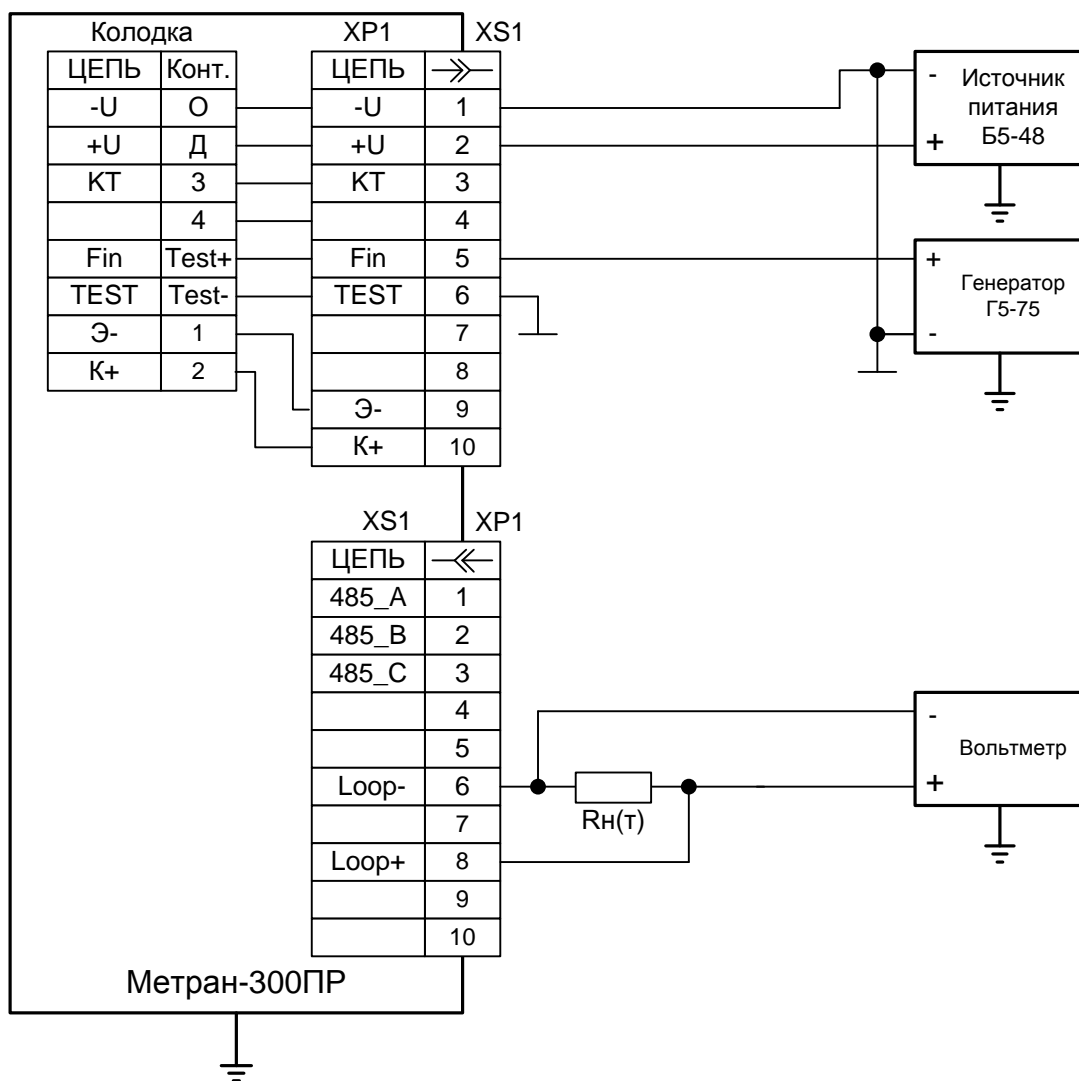 Колодка XP1 XS1
ЦЕПЬ Конт. ЦЕПЬ
-U О -U 1
+U Д +U 2
КТ 3 КТ 3
4 4
Fin Test+ Fin 5
TEST Test- TEST 6
Э- 1 7
К+ 2 8
Э- 9
К+ 10
- Источник
питания
+ Б5-48
+ Генератор
Г5-75
-
XS1 XP1
ЦЕПЬ
485_A 1
485_B 2
485_C 3
4
5
Loop- 6
7
Loop+ 8
9
10
Rн(т)
-
Вольтметр
+
Метран-300ПР